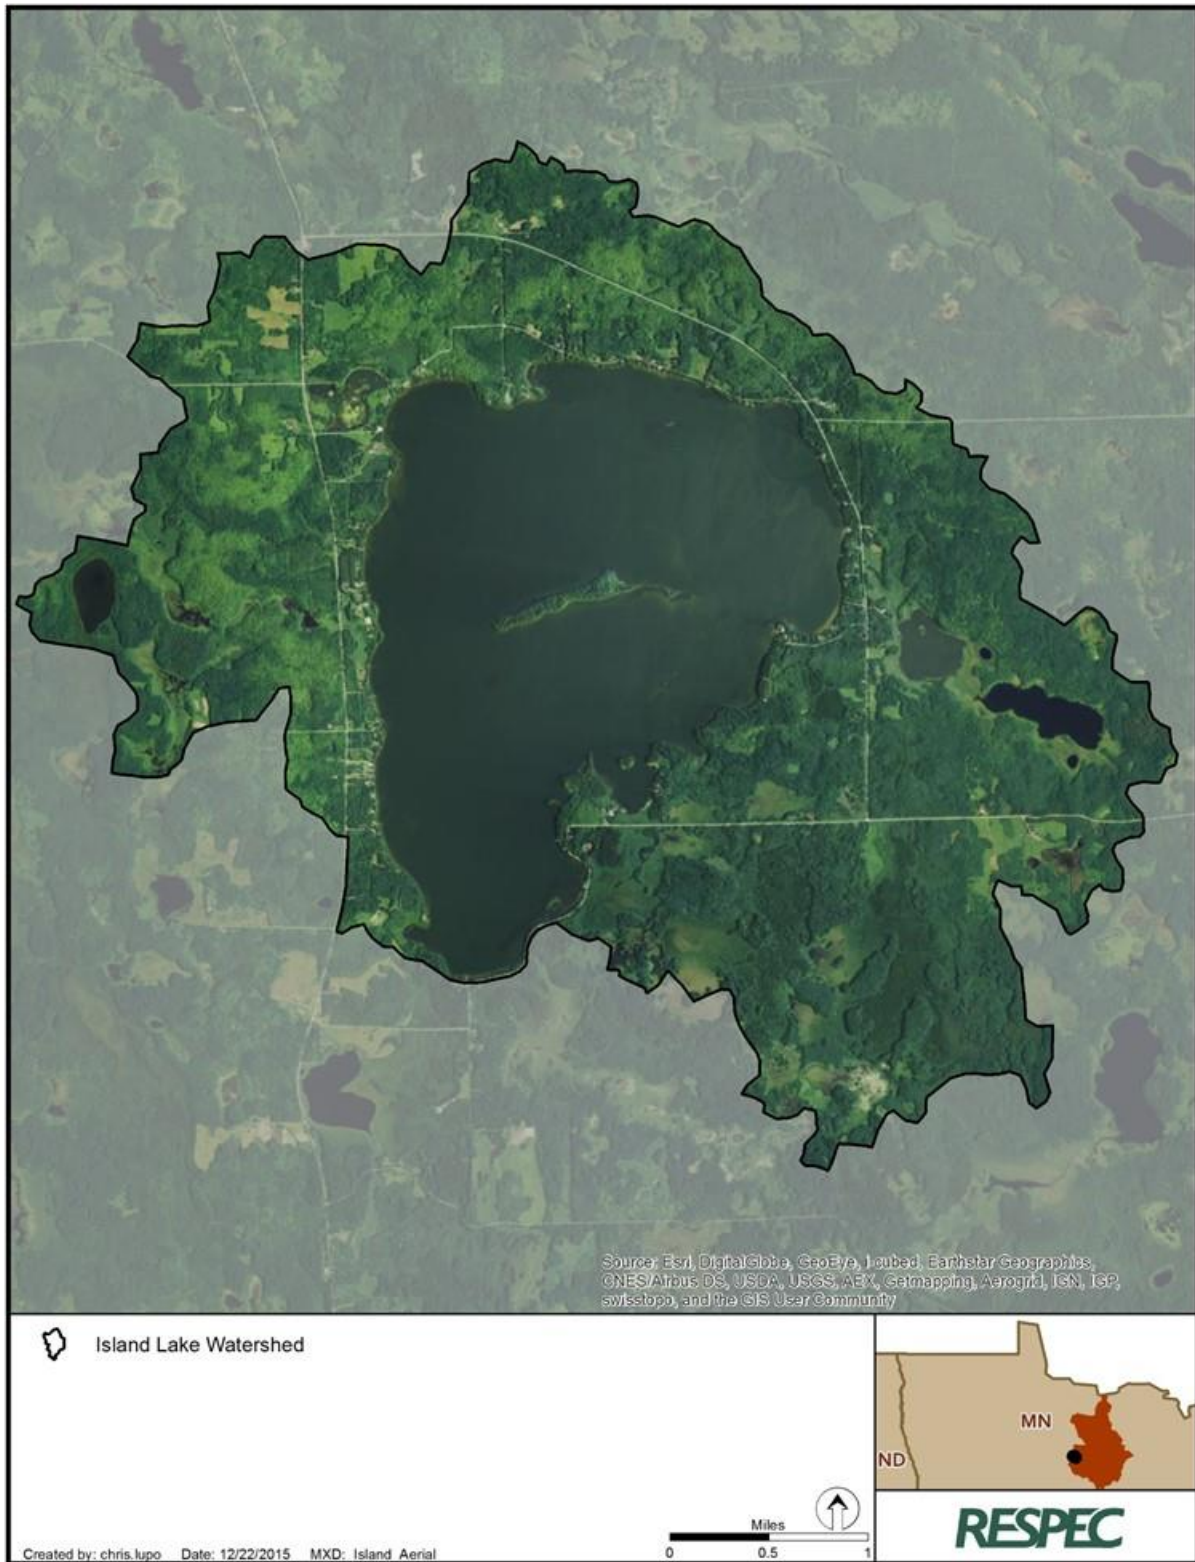 Source: Esri, DigitalGlobe, GeoEye, i-cubed, Earthstar Geographics,
CNES/Airbus DS, USDA, USGS, AEX, Getmapping, Aerogrid, IGN, IGP,
swisstopo, and the GIS User Community
Island Lake Watershed
MN
ND
Miles
0 0.5 1
RESPEC
Created by: chris.lupo Date: 12/22/2015 MXD: Island Aerial